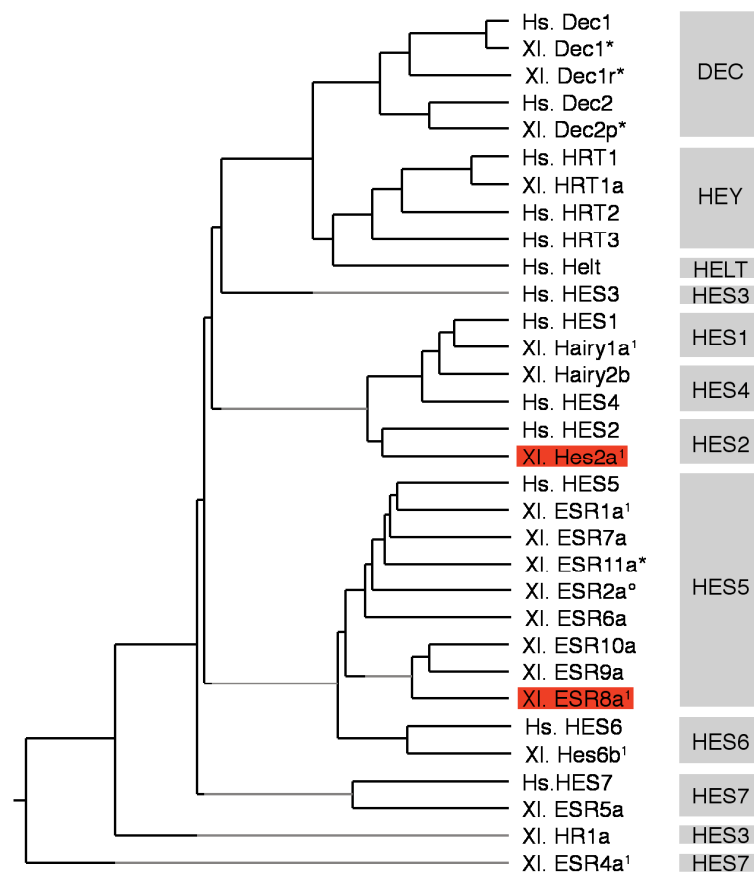 Hs. Dec1
Xl. Dec1*
Xl. Dec1r*
DEC
Hs. Dec2
Xl. Dec2p*
Hs. HRT1
Xl. HRT1a
HEY
Hs. HRT2
Hs. HRT3
Hs. Helt
HELT
Hs. HES3
HES3
Hs. HES1
HES1
Xl. Hairy1a¹
Xl. Hairy2b
HES4
Hs. HES4
Hs. HES2
HES2
Xl. Hes2a¹
Hs. HES5
Xl. ESR1a¹
Xl. ESR7a
Xl. ESR11a*
HES5
Xl. ESR2aº
Xl. ESR6a
Xl. ESR10a
Xl. ESR9a
Xl. ESR8a¹
Hs. HES6
HES6
Xl. Hes6b¹
Hs.HES7
HES7
Xl. ESR5a
Xl. HR1a
HES3
Xl. ESR4a¹
HES7